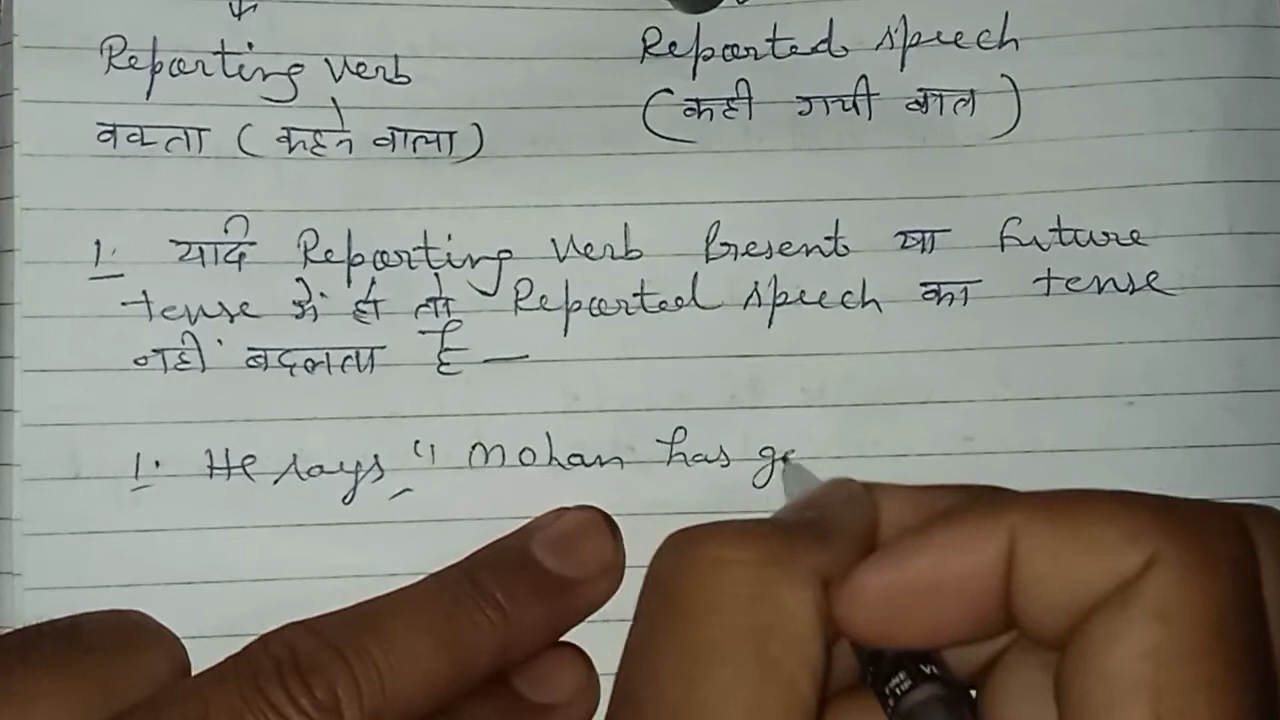 Reporting verb
Reported speech
वक्ता ( कहने वाला )
( कही गयी बात )
1. यदि Reporting verb Present या future
tense में हो तो Reported speech का tense
नहीं बदलता है —
1. He says, " Mohan has go